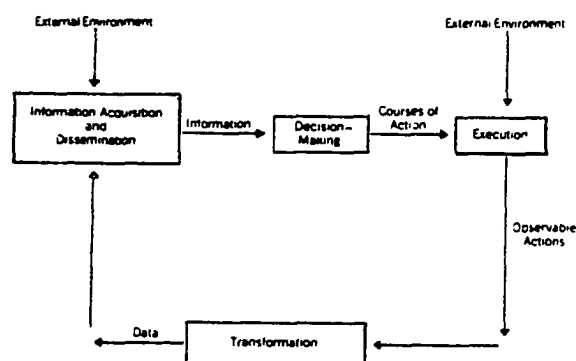 External Environment
External Environment
Information Acquisition
and
Dissemination
Information
Decision-
Making
Courses of
Action
Execution
Observable
Actions
Data
Transformation